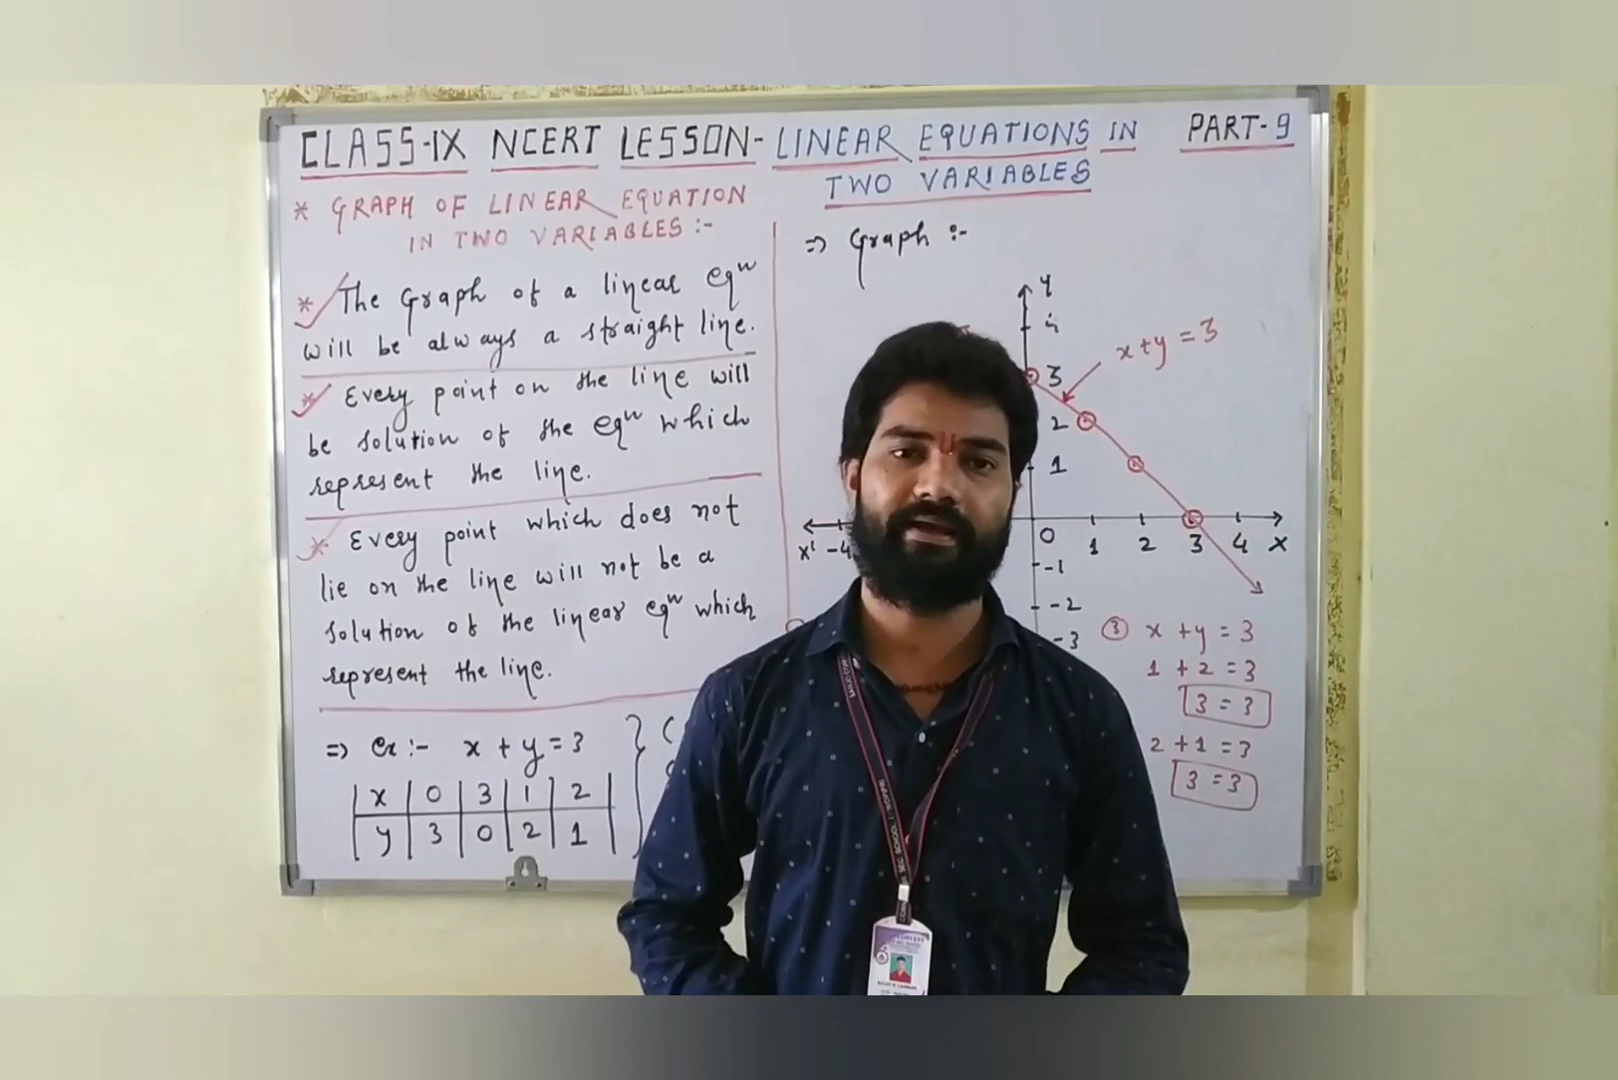 CLASS-IX NCERT LESSON- LINEAR EQUATIONS IN
TWO VARIABLES
PART-9
* GRAPH OF LINEAR EQUATION
IN TWO VARIABLES :-
* The Graph of a linear eqⁿ
will be always a straight line.
* Every point on the line will
be solution of the eqⁿ which
represent the line.
* Every point which does not
lie on the line will not be a
solution of the linear eqⁿ which
represent the line.
=> Ex :- x + y = 3
x 0 3 1 2
y 3 0 2 1
=> Graph :-
Y
4
x+y = 3
3
2
1
X' -4
0 1 2 3 4 X
-1
-2
-3
③ x + y = 3
1 + 2 = 3
3 = 3
2 + 1 = 3
3 = 3